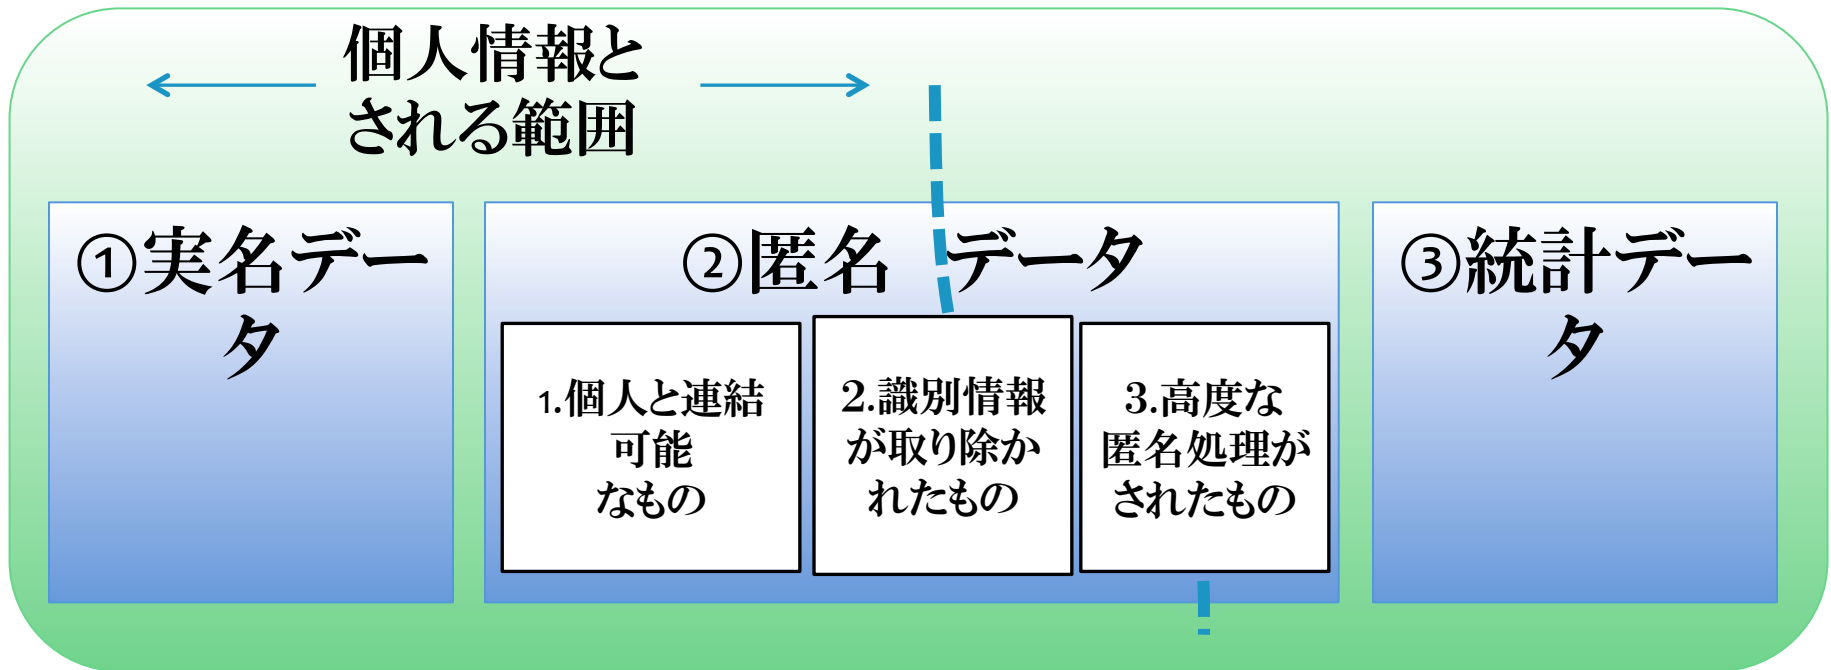 個人情報と
される範囲
①実名デー
タ
②匿名 データ
1.個人と連結
可能
なもの
2.識別情報
が取り除か
れたもの
3.高度な
匿名処理が
されたもの
③統計デー
タ